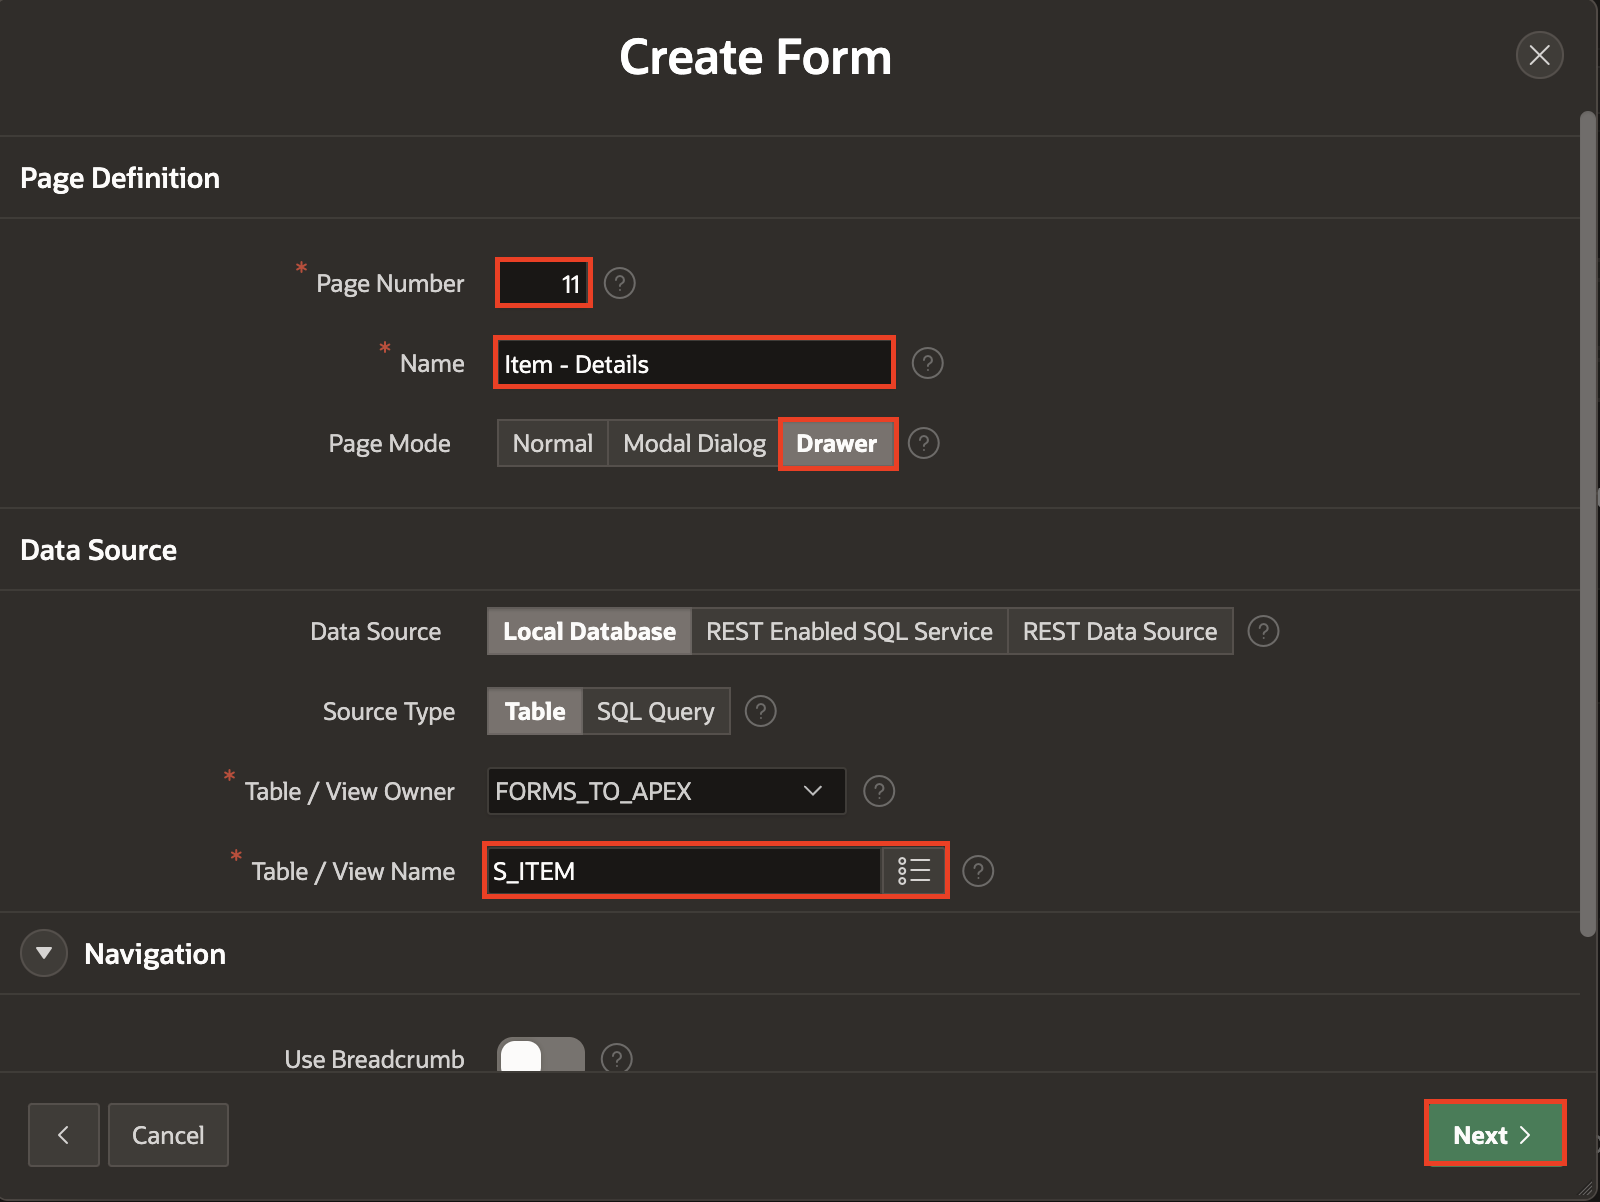 Create Form
Page Definition
* Page Number 11 ?
* Name Item - Details ?
Page Mode Normal Modal Dialog Drawer ?
Data Source
Data Source Local Database REST Enabled SQL Service REST Data Source ?
Source Type Table SQL Query ?
* Table / View Owner FORMS_TO_APEX ?
* Table / View Name S_ITEM ?
Navigation
Use Breadcrumb ?
Cancel Next